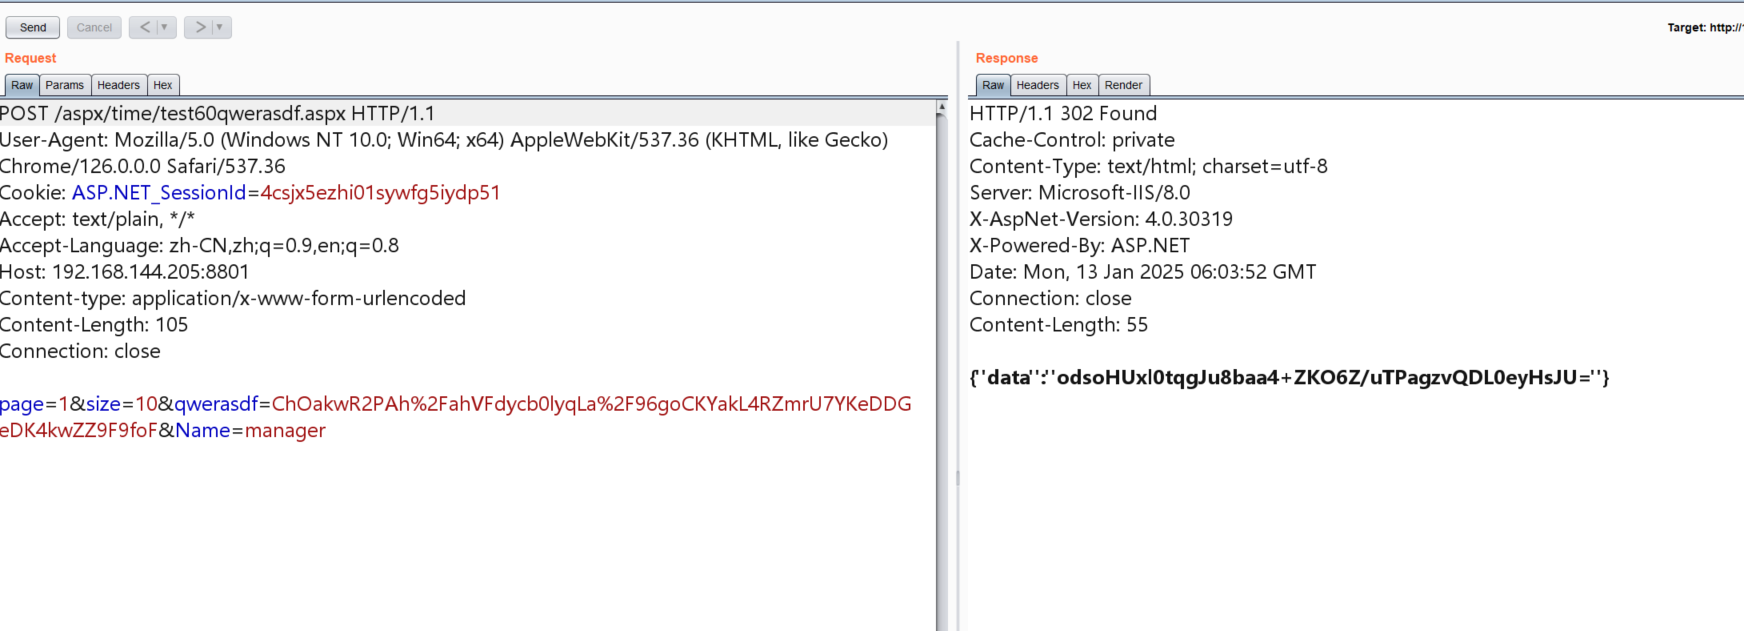 Send Cancel < | ▼ > | ▼ Target: http://
Request
Raw Params Headers Hex
POST /aspx/time/test60qwerasdf.aspx HTTP/1.1
User-Agent: Mozilla/5.0 (Windows NT 10.0; Win64; x64) AppleWebKit/537.36 (KHTML, like Gecko)
Chrome/126.0.0.0 Safari/537.36
Cookie: ASP.NET_SessionId=4csjx5ezhi01sywfg5iydp51
Accept: text/plain, */*
Accept-Language: zh-CN,zh;q=0.9,en;q=0.8
Host: 192.168.144.205:8801
Content-type: application/x-www-form-urlencoded
Content-Length: 105
Connection: close
page=1&size=10&qwerasdf=ChOakwR2PAh%2FahVFdycb0lyqLa%2F96goCKYakL4RZmrU7YKeDDG
eDK4kwZZ9F9foF&Name=manager
Response
Raw Headers Hex Render
HTTP/1.1 302 Found
Cache-Control: private
Content-Type: text/html; charset=utf-8
Server: Microsoft-IIS/8.0
X-AspNet-Version: 4.0.30319
X-Powered-By: ASP.NET
Date: Mon, 13 Jan 2025 06:03:52 GMT
Connection: close
Content-Length: 55
{"data":"odsoHUxl0tqgJu8baa4+ZKO6Z/uTPagzvQDL0eyHsJU="}